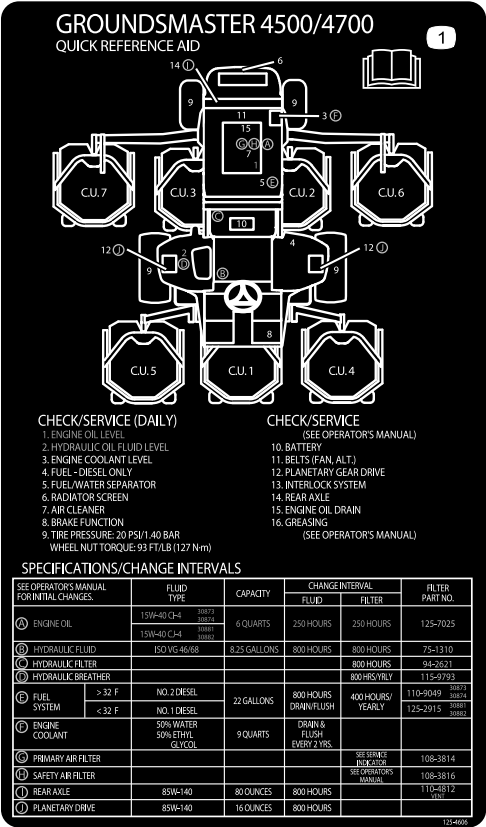 GROUNDSMASTER 4500/4700
QUICK REFERENCE AID
1
14 I
6
9
9
11
15
3 F
G H A
7
1
5 E
C.U. 7
C.U. 3
C.U. 2
C.U. 6
C
10
12 J
2
D
9
B
4
12 J
9
8
C.U. 5
C.U. 1
C.U. 4
CHECK/SERVICE (DAILY)
1. ENGINE OIL LEVEL
2. HYDRAULIC OIL FLUID LEVEL
3. ENGINE COOLANT LEVEL
4. FUEL - DIESEL ONLY
5. FUEL/WATER SEPARATOR
6. RADIATOR SCREEN
7. AIR CLEANER
8. BRAKE FUNCTION
9. TIRE PRESSURE: 20 PSI/1.40 BAR
WHEEL NUT TORQUE: 93 FT/LB (127 N·m)
CHECK/SERVICE
(SEE OPERATOR'S MANUAL)
10. BATTERY
11. BELTS (FAN, ALT.)
12. PLANETARY GEAR DRIVE
13. INTERLOCK SYSTEM
14. REAR AXLE
15. ENGINE OIL DRAIN
16. GREASING
(SEE OPERATOR'S MANUAL)
SPECIFICATIONS/CHANGE INTERVALS
SEE OPERATOR'S MANUAL FOR INITIAL CHANGES. FLUID TYPE CAPACITY CHANGE INTERVAL FLUID FILTER FILTER PART NO.
A ENGINE OIL 15W-40 CI-4 30873 30874 15W-40 CJ-4 30881 30882 6 QUARTS 250 HOURS 250 HOURS 125-7025
B HYDRAULIC FLUID ISO VG 46/68 8.25 GALLONS 800 HOURS 800 HOURS 75-1310
C HYDRAULIC FILTER 800 HOURS 94-2621
D HYDRAULIC BREATHER 800 HRS/YRLY 115-9793
E FUEL SYSTEM > 32 F NO. 2 DIESEL 22 GALLONS 800 HOURS DRAIN/FLUSH 400 HOURS/ YEARLY 110-9049 30873 30874
< 32 F NO. 1 DIESEL 125-2915 30881 30882
F ENGINE COOLANT 50% WATER 50% ETHYL GLYCOL 9 QUARTS DRAIN & FLUSH EVERY 2 YRS.
G PRIMARY AIR FILTER SEE SERVICE INDICATOR 108-3814
H SAFETY AIR FILTER SEE OPERATOR'S MANUAL 108-3816
I REAR AXLE 85W-140 80 OUNCES 800 HOURS 110-4812 VENT
J PLANETARY DRIVE 85W-140 16 OUNCES 800 HOURS
125-4606